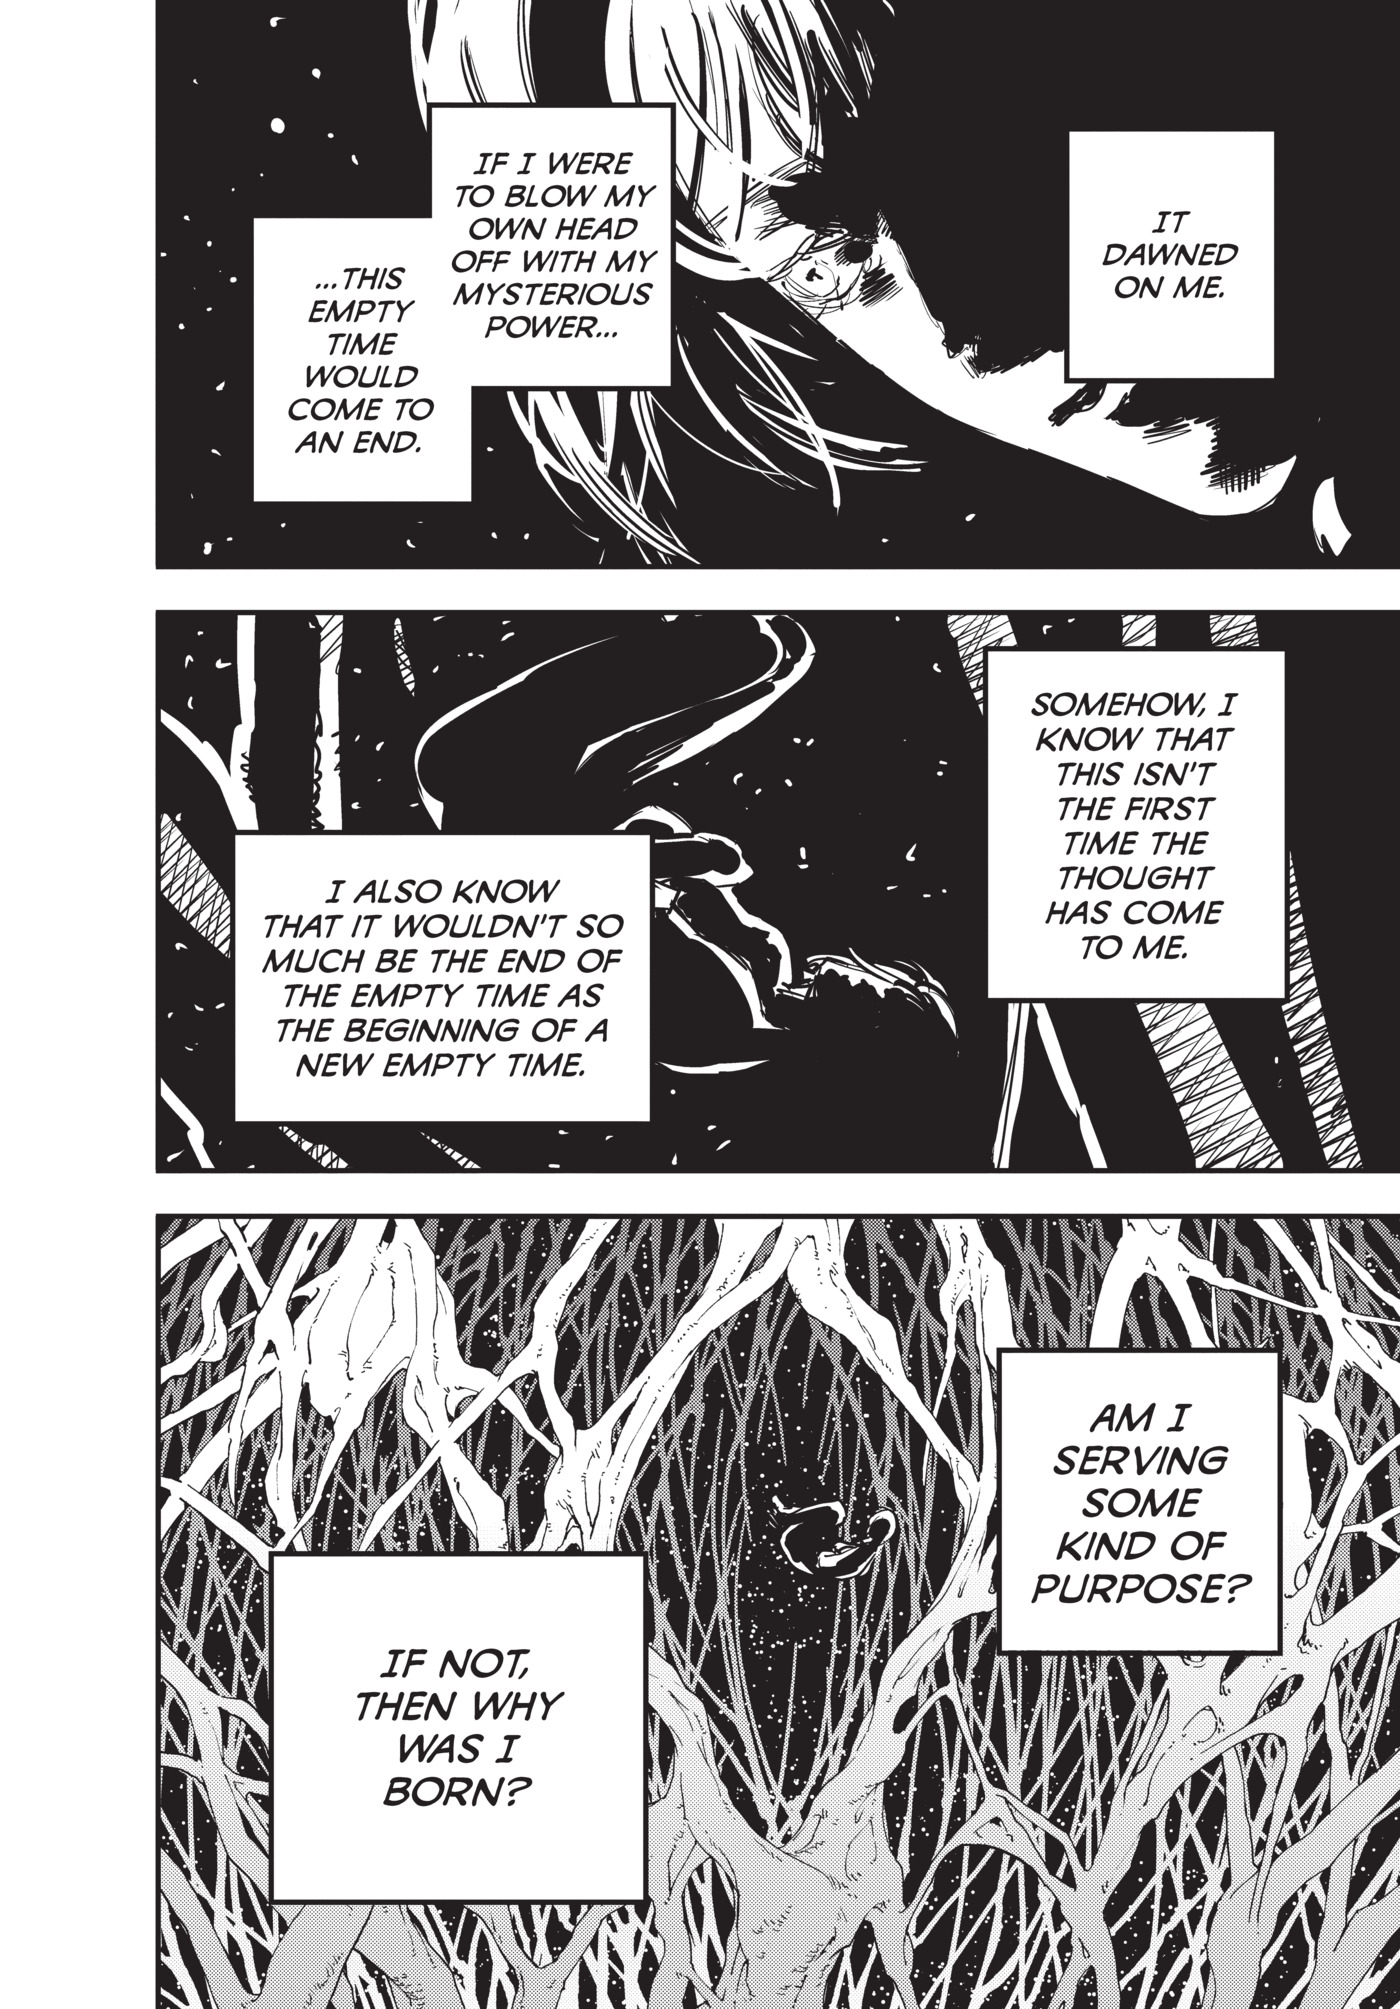 IT
DAWNED
ON ME.
IF I WERE
TO BLOW MY
OWN HEAD
OFF WITH MY
MYSTERIOUS
POWER...
...THIS
EMPTY
TIME
WOULD
COME TO
AN END.
SOMEHOW, I
KNOW THAT
THIS ISN'T
THE FIRST
TIME THE
THOUGHT
HAS COME
TO ME.
I ALSO KNOW
THAT IT WOULDN'T SO
MUCH BE THE END OF
THE EMPTY TIME AS
THE BEGINNING OF A
NEW EMPTY TIME.
AM I
SERVING
SOME
KIND OF
PURPOSE?
IF NOT,
THEN WHY
WAS I
BORN?